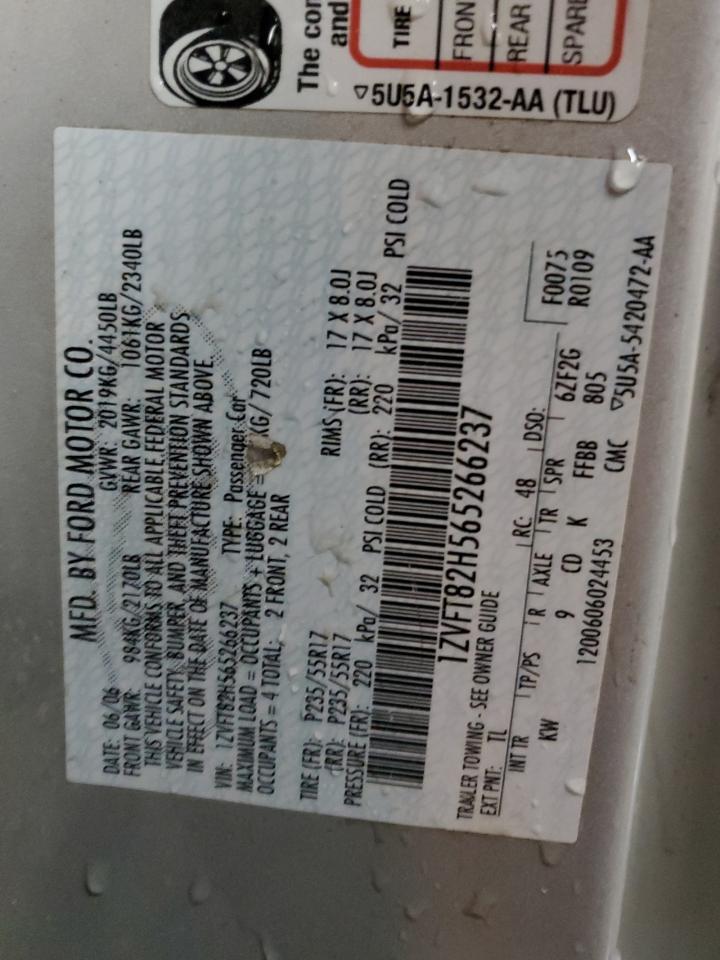 The cor
and
TIRE
FRON
REAR
SPARE
5U5A-1532-AA (TLU)
MFD. BY FORD MOTOR CO.
DATE: 06/06 GVWR: 2019KG/4450LB
FRONT GAWR: 984KG/2170LB REAR GAWR: 1061KG/2340LB
THIS VEHICLE CONFORMS TO ALL APPLICABLE FEDERAL MOTOR
VEHICLE SAFETY, BUMPER, AND THEFT PREVENTION STANDARDS
IN EFFECT ON THE DATE OF MANUFACTURE SHOWN ABOVE.
VIN: 1ZVFT82H565266237 TYPE: Passenger Car
MAXIMUM LOAD = OCCUPANTS + LUGGAGE = KG/720LB
OCCUPANTS = 4 TOTAL: 2 FRONT, 2 REAR
TIRE (FR): P235/55R17 RIMS (FR): 17 X 8.0J
(RR): P235/55R17 (RR): 17 X 8.0J
PRESSURE (FR): 220 kPa/ 32 PSI COLD (RR): 220 kPa/ 32 PSI COLD
1ZVFT82H565266237
TRAILER TOWING - SEE OWNER GUIDE
EXT PNT: TL RC: 48 DSO: F0075
INT TR TP/PS R AXLE TR SPR 6ZF2G R0109
KW 9 CD K FFBB 805
1200606024453 CMC 5U5A-5420472-AA